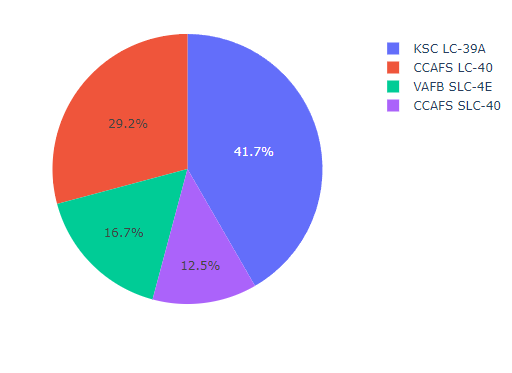 KSC LC-39A
CCAFS LC-40
VAFB SLC-4E
CCAFS SLC-40
29.2%
41.7%
16.7%
12.5%